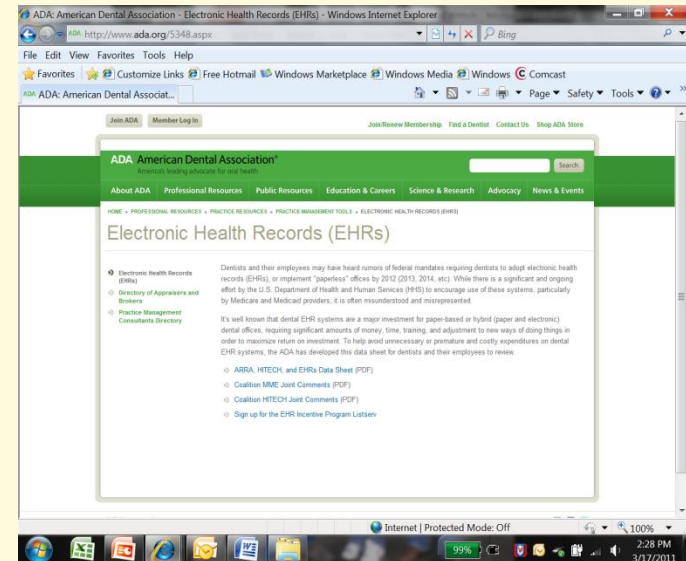 ADA: American Dental Association - Electronic Health Records (EHRs) - Windows Internet Explorer
http://www.ada.org/5348.aspx
Bing
File Edit View Favorites Tools Help
Favorites Customize Links Free Hotmail Windows Marketplace Windows Media Windows Comcast
ADA: American Dental Associat...
Page Safety Tools
Join ADA Member Log In
Join/Renew Membership Find a Dentist Contact Us Shop ADA Store
ADA American Dental Association®
America's leading advocate for oral health
Search
About ADA Professional Resources Public Resources Education & Careers Science & Research Advocacy News & Events
HOME » PROFESSIONAL RESOURCES » PRACTICE RESOURCES » PRACTICE MANAGEMENT TOOLS » ELECTRONIC HEALTH RECORDS (EHRS)
Electronic Health Records (EHRs)
Electronic Health Records
(EHRs)
Directory of Appraisers and
Brokers
Practice Management
Consultants Directory
Dentists and their employees may have heard rumors of federal mandates requiring dentists to adopt electronic health
records (EHRs), or implement "paperless" offices by 2012 (2013, 2014, etc). While there is a significant and ongoing
effort by the U.S. Department of Health and Human Services (HHS) to encourage use of these systems, particularly
by Medicare and Medicaid providers, it is often misunderstood and misrepresented.
It's well known that dental EHR systems are a major investment for paper-based or hybrid (paper and electronic)
dental offices, requiring significant amounts of money, time, training, and adjustment to new ways of doing things in
order to maximize return on investment. To help avoid unnecessary or premature and costly expenditures on dental
EHR systems, the ADA has developed this data sheet for dentists and their employees to review.
ARRA, HITECH, and EHRs Data Sheet (PDF)
Coalition MME Joint Comments (PDF)
Coalition HITECH Joint Comments (PDF)
Sign up for the EHR Incentive Program Listserv
Internet | Protected Mode: Off
100%
99%
2:28 PM
3/17/2011